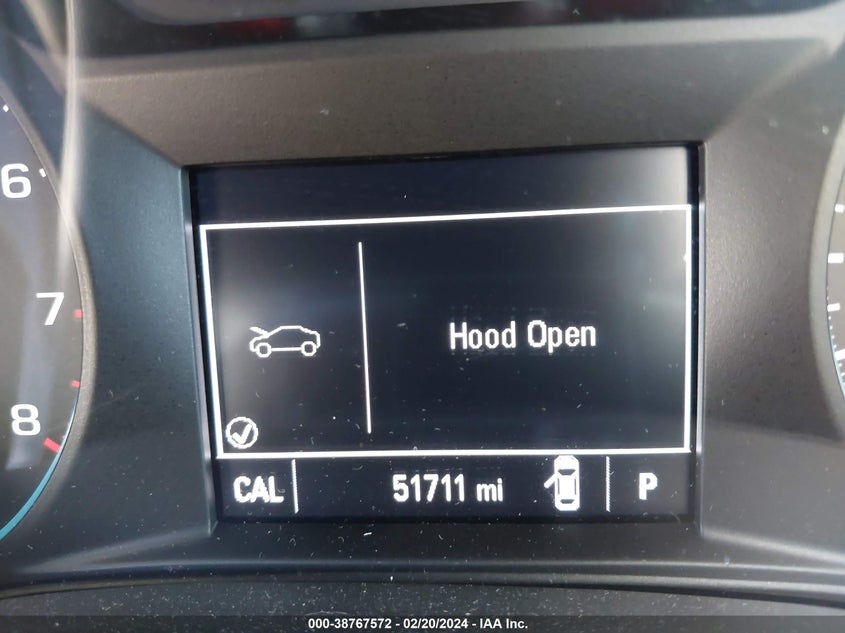 6
7
8
Hood Open
CAL 51711 mi P
000-38767572 / 02/20/2024 - IAA Inc.